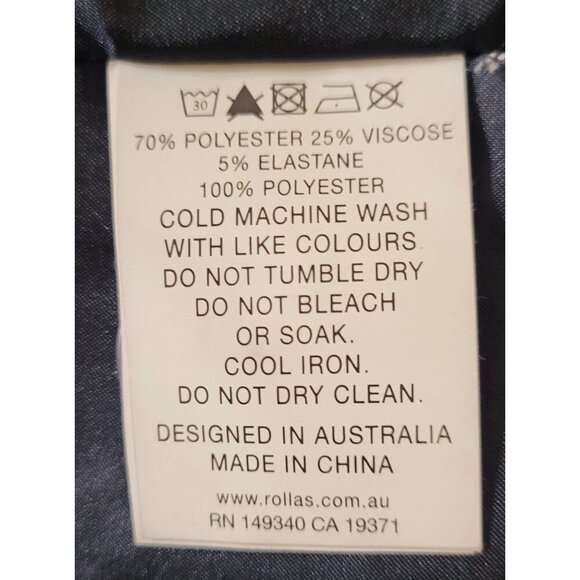 30
70% POLYESTER 25% VISCOSE
5% ELASTANE
100% POLYESTER
COLD MACHINE WASH
WITH LIKE COLOURS.
DO NOT TUMBLE DRY
DO NOT BLEACH
OR SOAK.
COOL IRON.
DO NOT DRY CLEAN.
DESIGNED IN AUSTRALIA
MADE IN CHINA
www.rollas.com.au
RN 149340 CA 19371